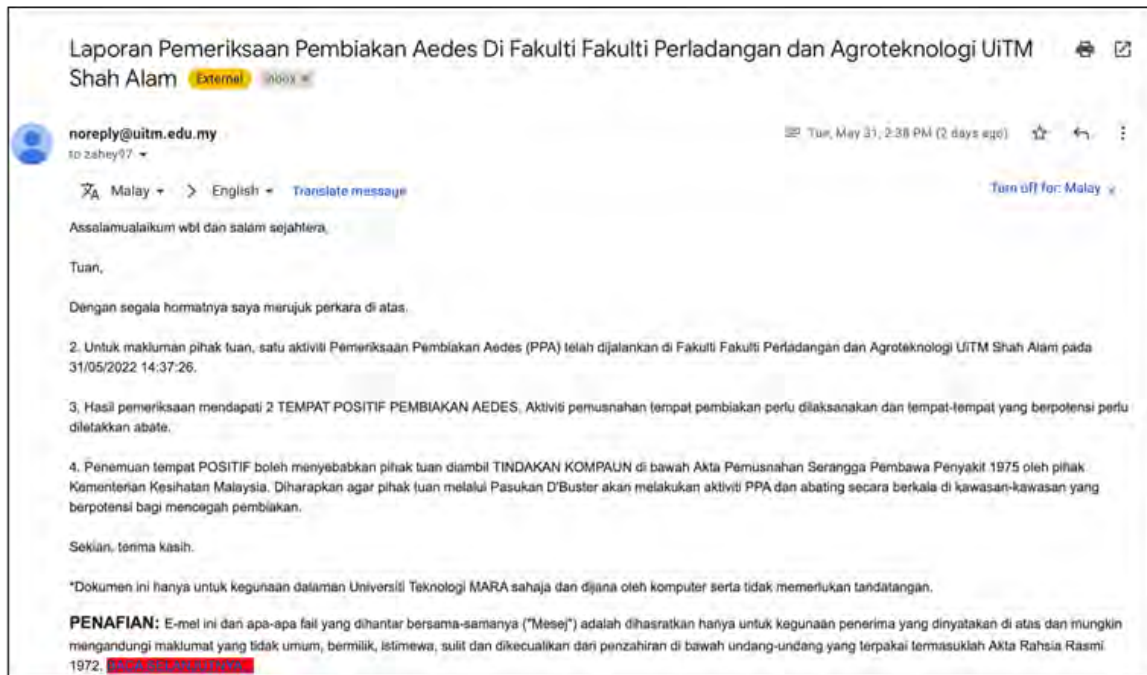 Laporan Pemeriksaan Pembiakan Aedes Di Fakulti Fakulti Perladangan dan Agroteknologi UiTM
Shah Alam External Inbox ×
noreply@uitm.edu.my
Tue, May 31, 2:38 PM (2 days ago)
to zahey97
Malay > English Translate message
Turn off for: Malay ×
Assalamualaikum wbt dan salam sejahtera,
Tuan,
Dengan segala hormatnya saya merujuk perkara di atas.
2. Untuk makluman pihak tuan, satu aktiviti Pemeriksaan Pembiakan Aedes (PPA) telah dijalankan di Fakulti Fakulti Perladangan dan Agroteknologi UiTM Shah Alam pada
31/05/2022 14:37:26.
3. Hasil pemeriksaan mendapati 2 TEMPAT POSITIF PEMBIAKAN AEDES. Aktiviti pemusnahan tempat pembiakan perlu dilaksanakan dan tempat-tempat yang berpotensi perlu
diletakkan abate.
4. Penemuan tempat POSITIF boleh menyebabkan pihak tuan diambil TINDAKAN KOMPAUN di bawah Akta Pemusnahan Serangga Pembawa Penyakit 1975 oleh pihak
Kementerian Kesihatan Malaysia. Diharapkan agar pihak tuan melalui Pasukan D'Buster akan melakukan aktiviti PPA dan abating secara berkala di kawasan-kawasan yang
berpotensi bagi mencegah pembiakan.
Sekian, terima kasih.
*Dokumen ini hanya untuk kegunaan dalaman Universiti Teknologi MARA sahaja dan dijana oleh komputer serta tidak memerlukan tandatangan.
PENAFIAN: E-mel ini dan apa-apa fail yang dihantar bersama-samanya ("Mesej") adalah dihasratkan hanya untuk kegunaan penerima yang dinyatakan di atas dan mungkin
mengandungi maklumat yang tidak umum, bermilik, istimewa, sulit dan dikecualikan dari penzahiran di bawah undang-undang yang terpakai termasuklah Akta Rahsia Rasmi
1972. BACA SELANJUTNYA...